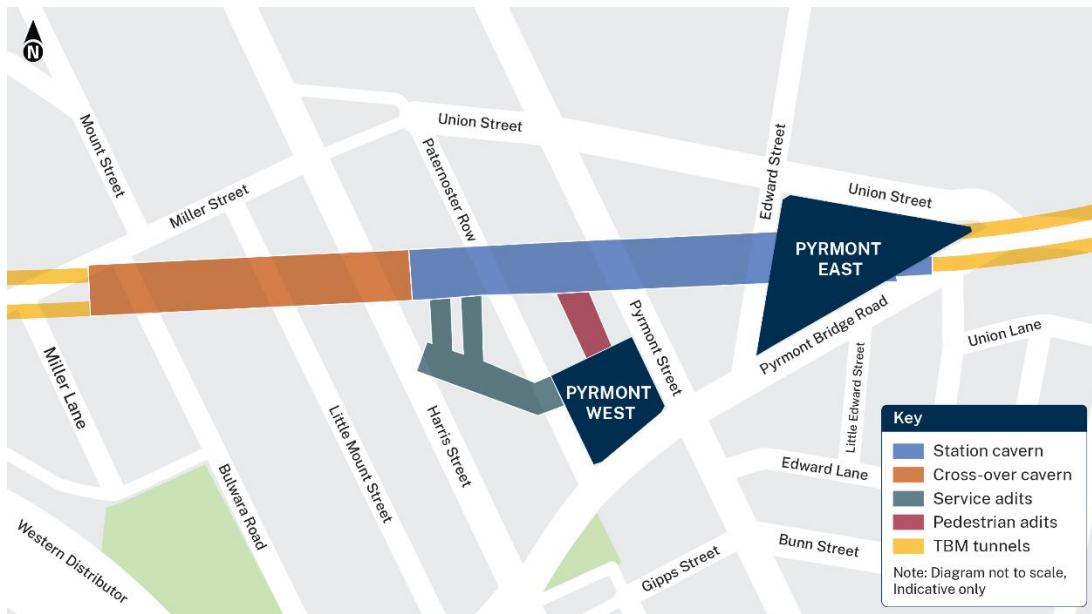 N
Mount Street
Miller Street
Union Street
Paternoster Row
Edward Street
Union Street
PYRMONT
EAST
Pyrmont Bridge Road
Union Lane
Miller Lane
Pyrmont Street
PYRMONT
WEST
Little Edward Street
Little Mount Street
Harris Street
Bulwara Road
Edward Lane
Western Distributor
Gipps Street
Bunn Street
Key
Station cavern
Cross-over cavern
Service adits
Pedestrian adits
TBM tunnels
Note: Diagram not to scale,
Indicative only